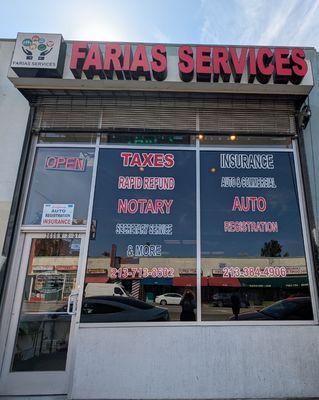 FARIAS SERVICES
FARIAS SERVICES
OPEN
AUTO
REGISTRATION
INSURANCE
TAXES
RAPID REFUND
NOTARY
SECRETARY SERVICE
& MORE
213-713-0502
INSURANCE
AUTO & COMMERCIAL
AUTO
REGISTRATION
213-384-4906